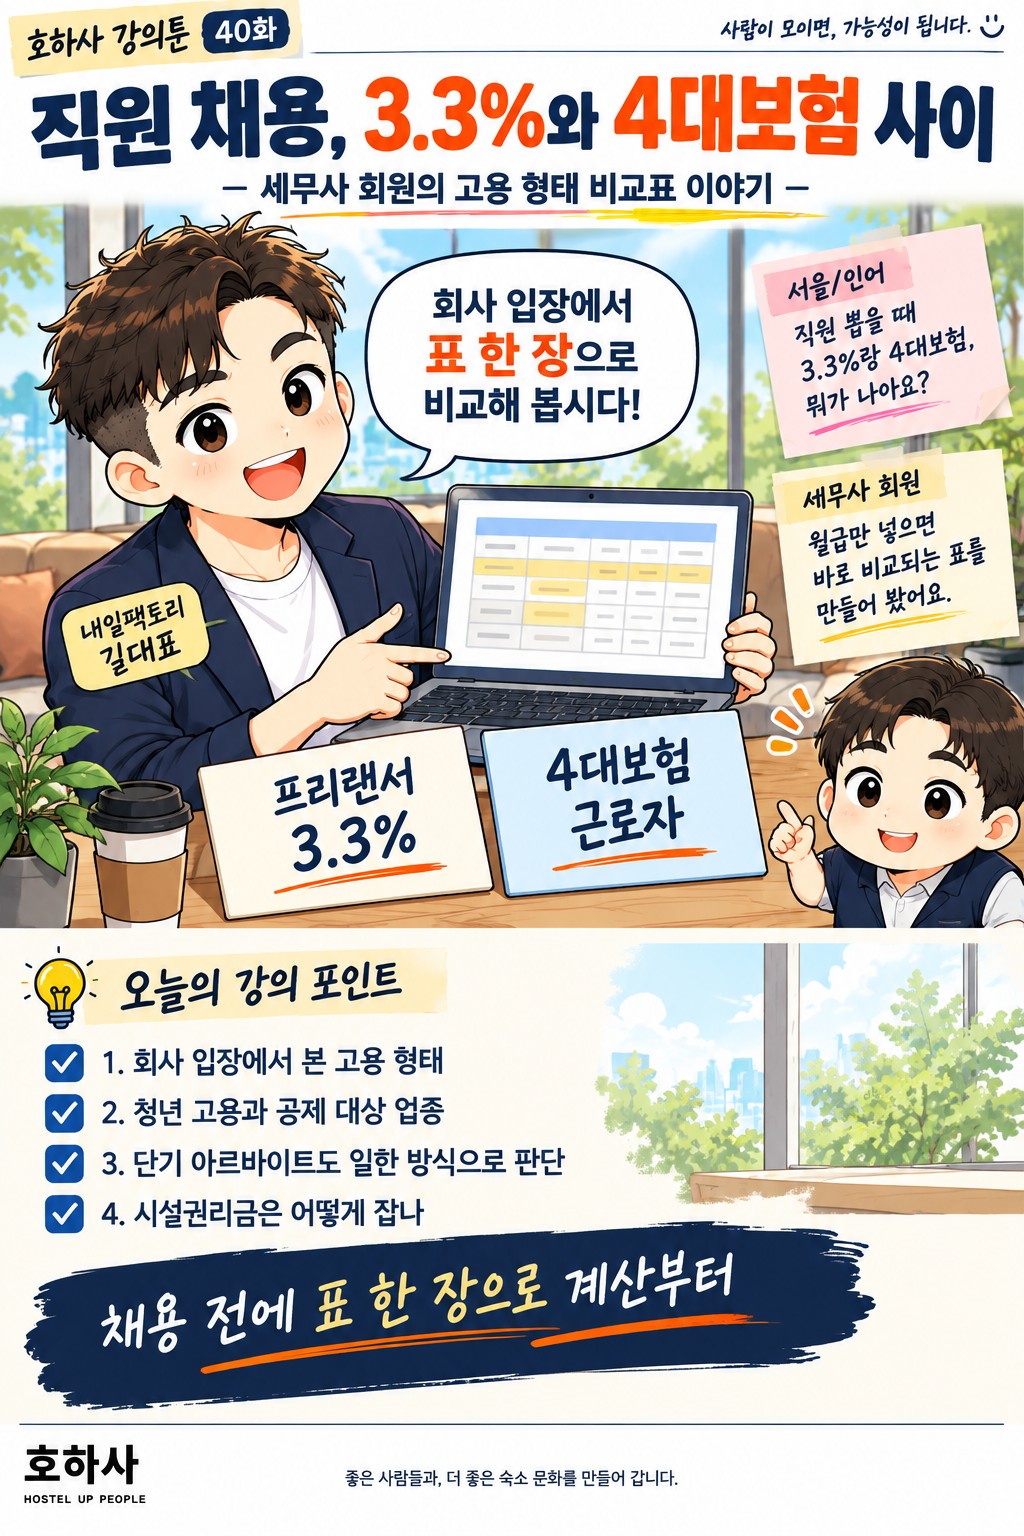 호하사 강의툰 40화
사람이 모이면, 가능성이 됩니다.
직원 채용, 3.3%와 4대보험 사이
– 세무사 회원의 고용 형태 비교표 이야기 –
회사 입장에서
표 한 장으로
비교해 봅시다!
서울/인어
직원 뽑을 때
3.3%랑 4대보험,
뭐가 나아요?
세무사 회원
월급만 넣으면
바로 비교되는 표를
만들어 봤어요.
내일팩토리
길대표
프리랜서
3.3%
4대보험
근로자
오늘의 강의 포인트
1. 회사 입장에서 본 고용 형태
2. 청년 고용과 공제 대상 업종
3. 단기 아르바이트도 일한 방식으로 판단
4. 시설권리금은 어떻게 잡나
채용 전에 표 한 장으로 계산부터
호하사
HOSTEL UP PEOPLE
좋은 사람들과, 더 좋은 숙소 문화를 만들어 갑니다.